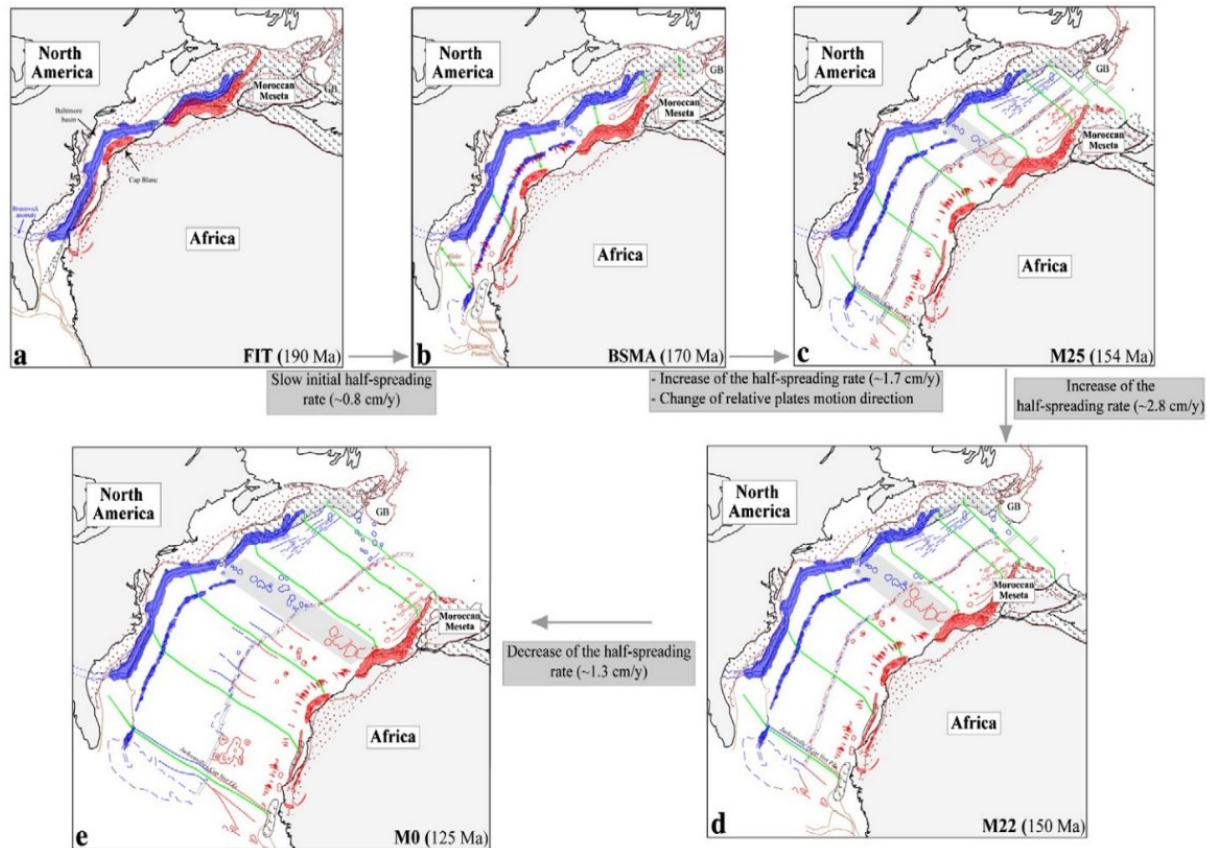 North
America
Baltimore
basin
Moroccan
Meseta
GB
Cap Blanc
Brunswick
anomaly
Africa
a
FIT (190 Ma)
North
America
GB
Moroccan
Meseta
Blake
Plateau
Africa
Plateau
b
BSMA (170 Ma)
North
America
GB
Moroccan
Meseta
Africa
c
M25 (154 Ma)
Slow initial half-spreading
rate (~0.8 cm/y)
- Increase of the half-spreading rate (~1.7 cm/y)
- Change of relative plates motion direction
Increase of the
half-spreading rate (~2.8 cm/y)
North
America
GB
Moroccan
Meseta
Africa
e
M0 (125 Ma)
Decrease of the half-spreading
rate (~1.3 cm/y)
North
America
GB
Moroccan
Meseta
Africa
d
M22 (150 Ma)